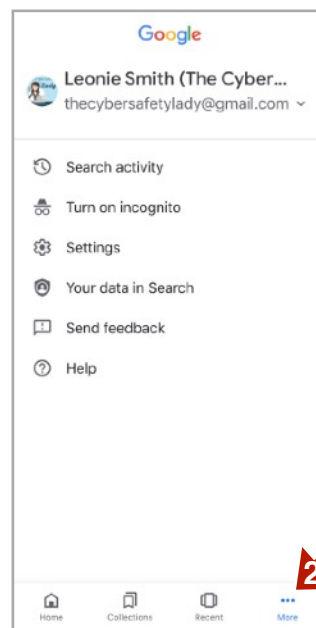 Google
Leonie Smith (The Cyber...
thecybersafetylady@gmail.com
Search activity
Turn on incognito
Settings
Your data in Search
Send feedback
Help
2
Home Collections Recent More